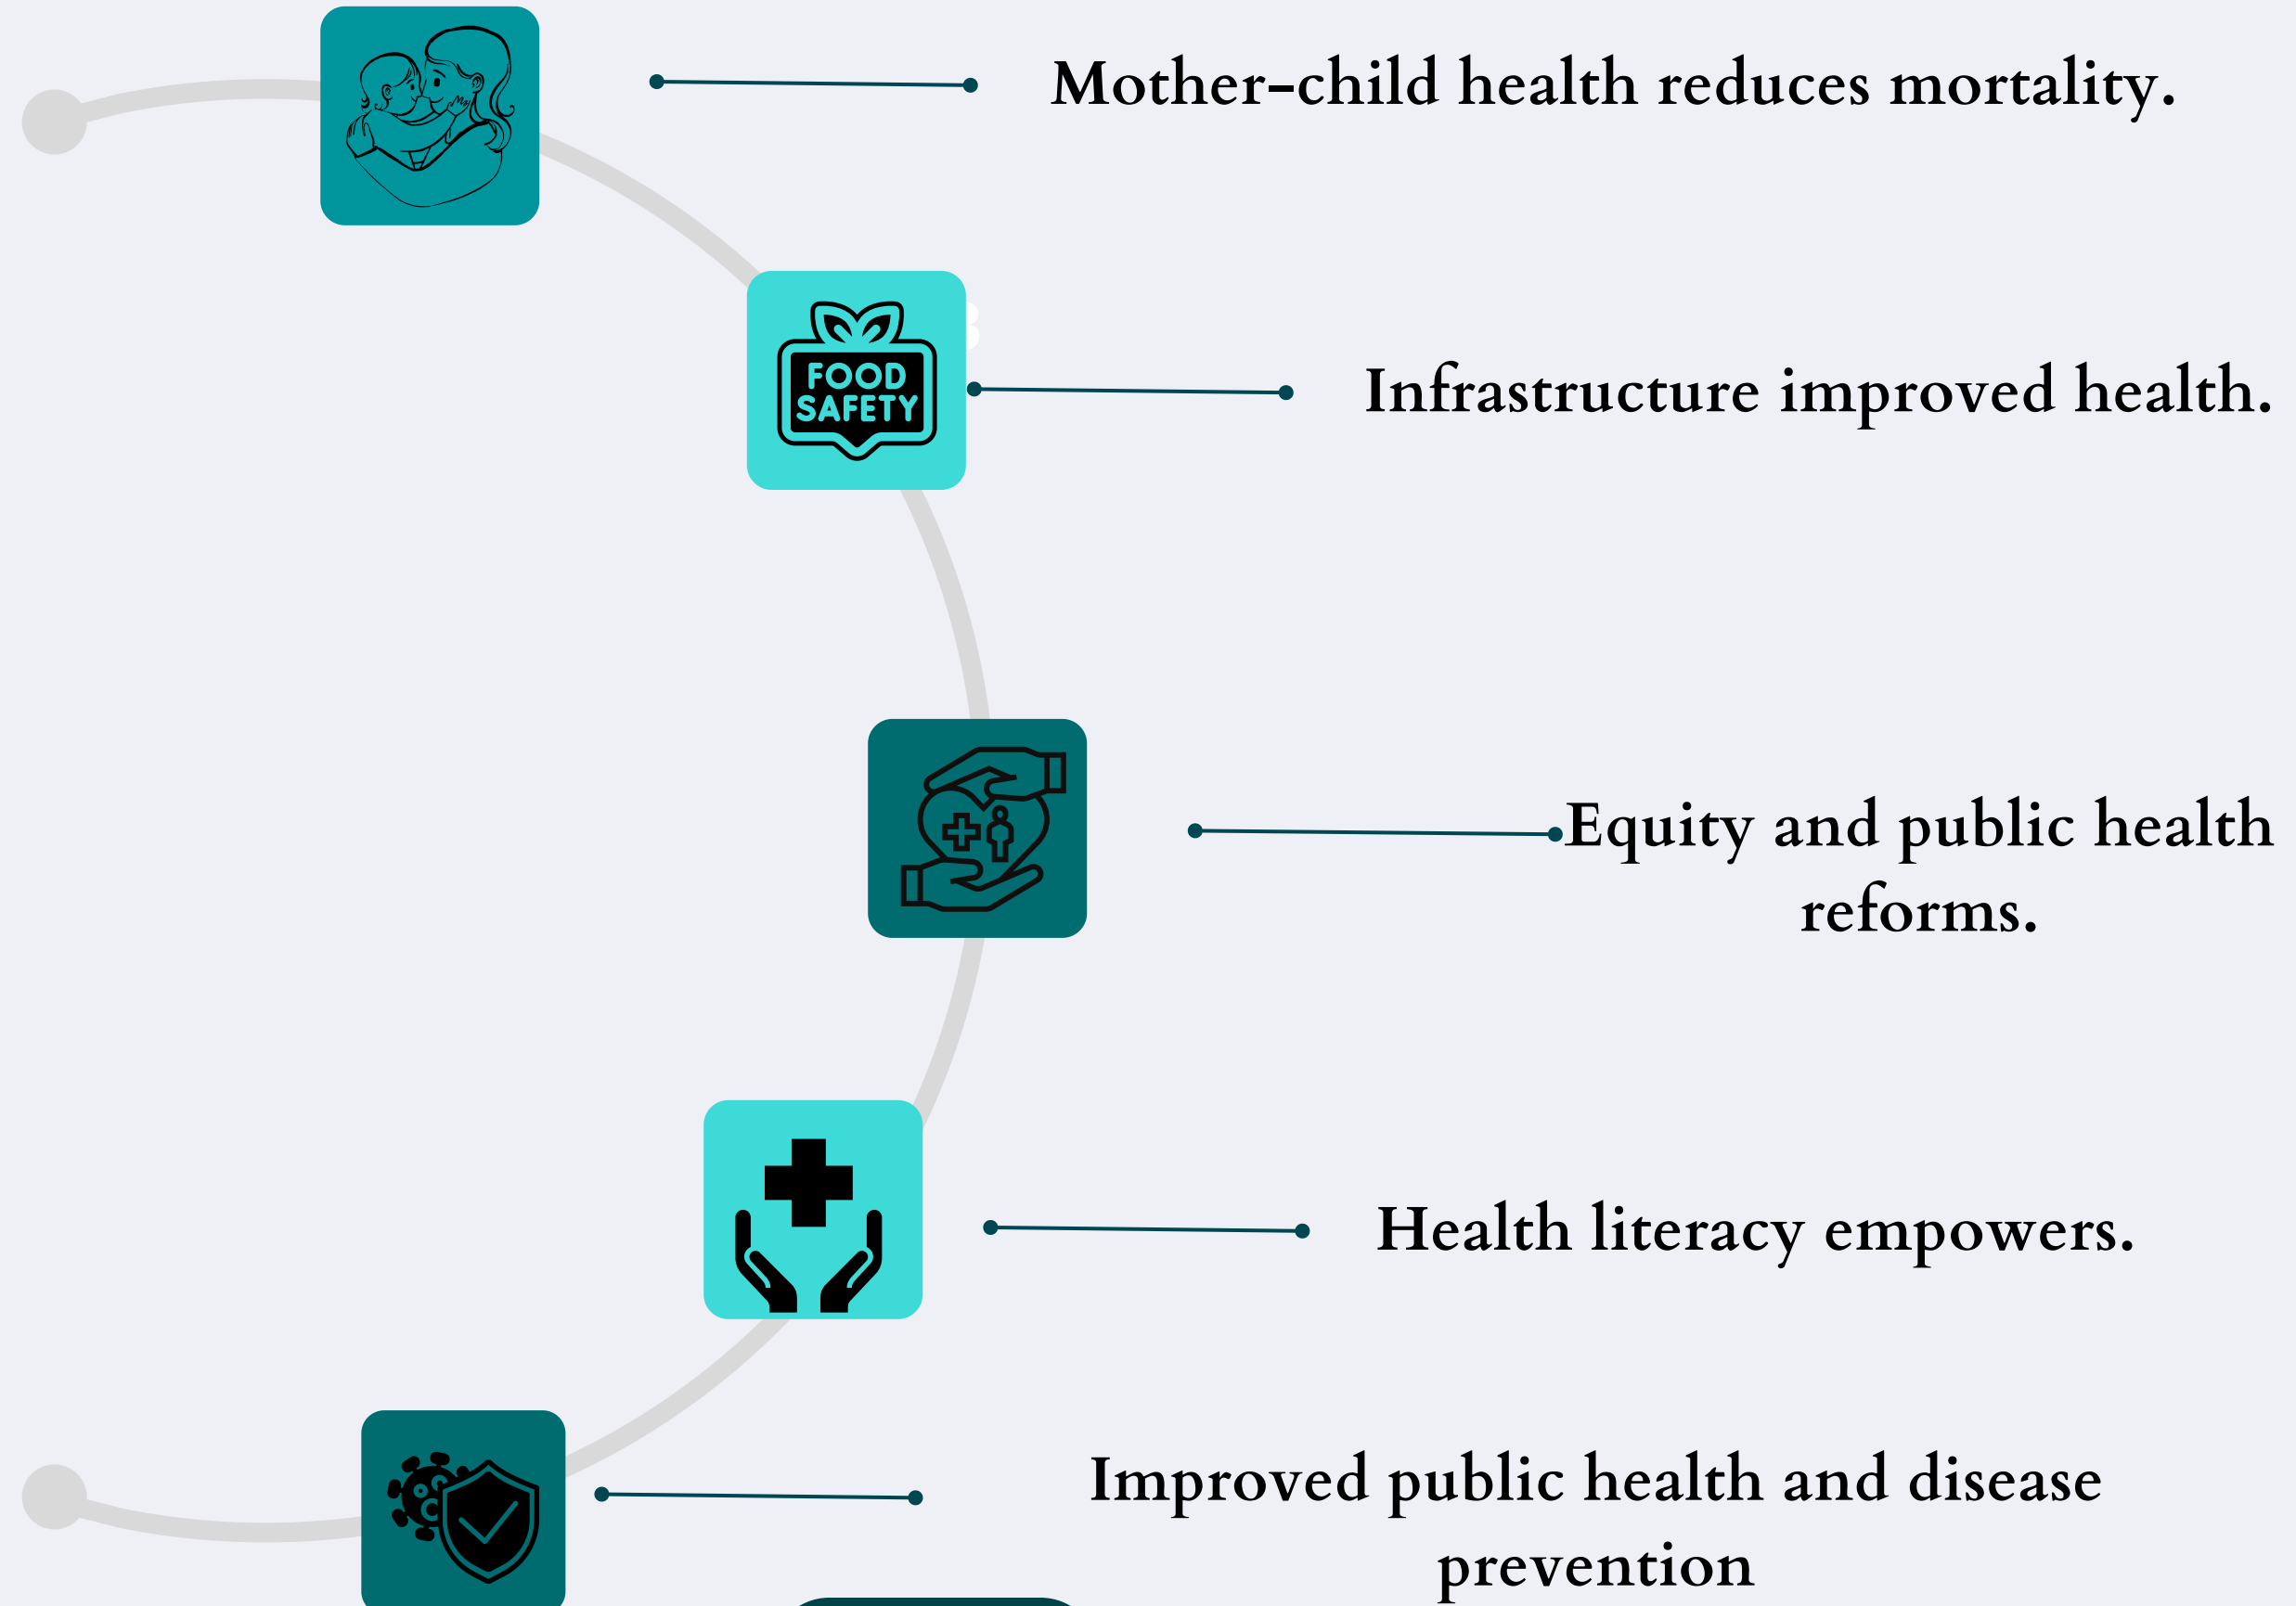 Mother-child health reduces mortality.
FOOD
SAFETY
Infrastructure improved health.
Equity and public health
reforms.
Health literacy empowers.
Improved public health and disease
prevention